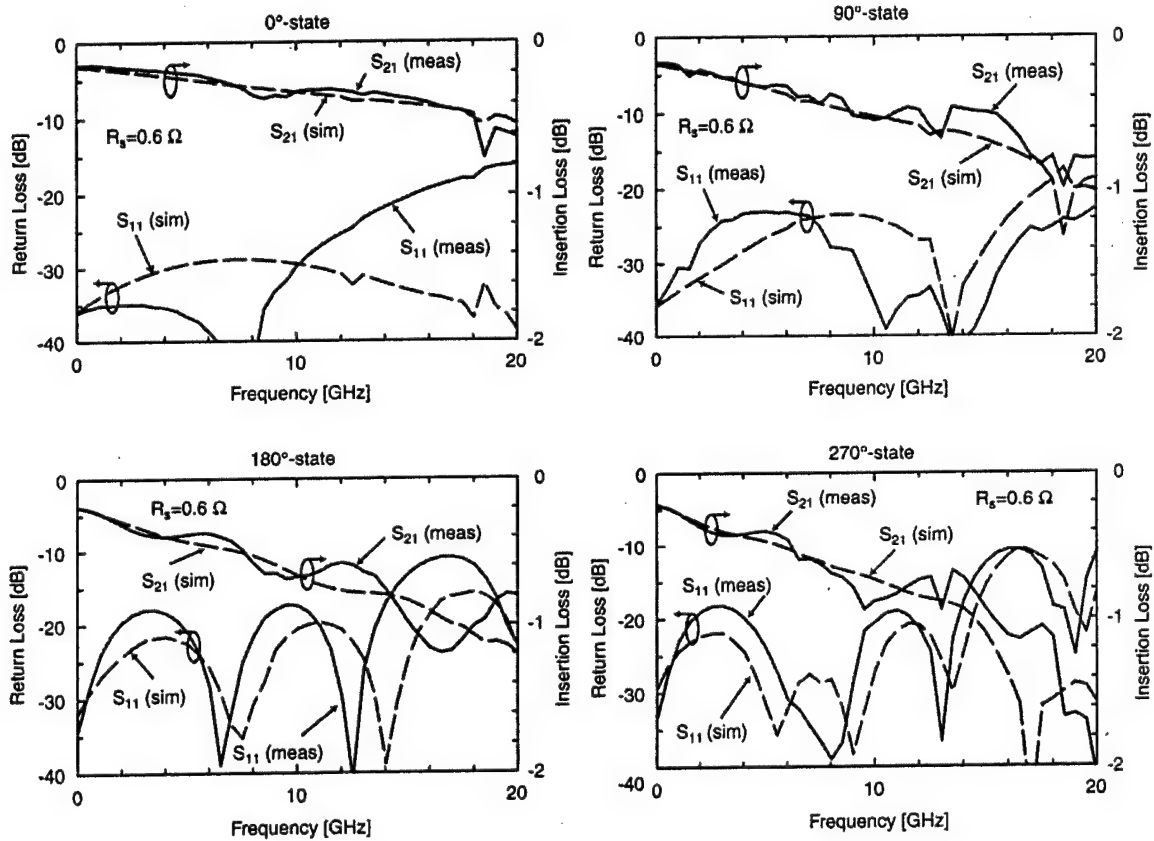 0°-state
0
-10
-20
-30
-40
0
-1
-2
0
10
20
Return Loss [dB]
Insertion Loss [dB]
Frequency [GHz]
S21 (meas)
S21 (sim)
Rs=0.6 Ω
S11 (sim)
S11 (meas)
90°-state
0
-10
-20
-30
-40
0
-1
-2
0
10
20
Return Loss [dB]
Insertion Loss [dB]
Frequency [GHz]
S21 (meas)
Rs=0.6 Ω
S11 (meas)
S21 (sim)
S11 (sim)
180°-state
0
-10
-20
-30
-40
0
-1
-2
0
10
20
Return Loss [dB]
Insertion Loss [dB]
Frequency [GHz]
Rs=0.6 Ω
S21 (meas)
S21 (sim)
S11 (sim)
S11 (meas)
270°-state
0
-10
-20
-30
-40
0
-1
-2
0
10
20
Return Loss [dB]
Insertion Loss [dB]
Frequency [GHz]
S21 (meas)
Rs=0.6 Ω
S21 (sim)
S11 (meas)
S11 (sim)